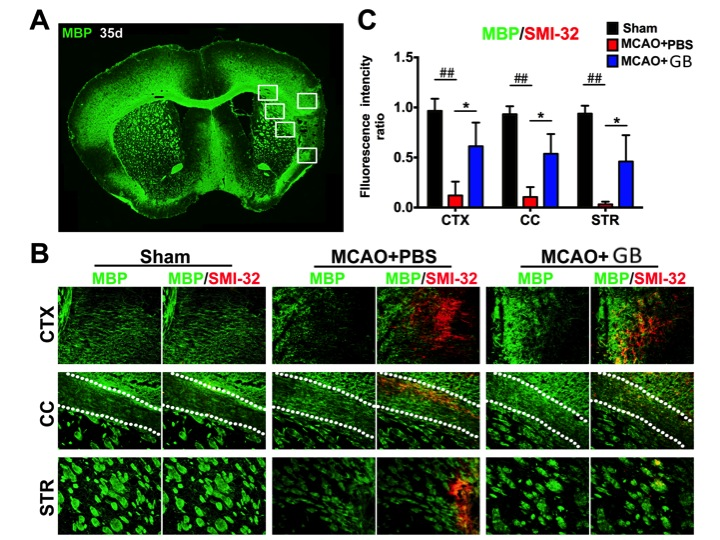 A
MBP 35d
C
MBP/SMI-32
Sham
MCAO+PBS
MCAO+GB
Flluorescence intencity
ratio
1.5
1.0
0.5
0.0
##
*
##
*
##
*
CTX
CC
STR
B
Sham
MCAO+PBS
MCAO+ GB
MBP
MBP/SMI-32
MBP
MBP/SMI-32
MBP
MBP/SMI-32
CTX
CC
STR